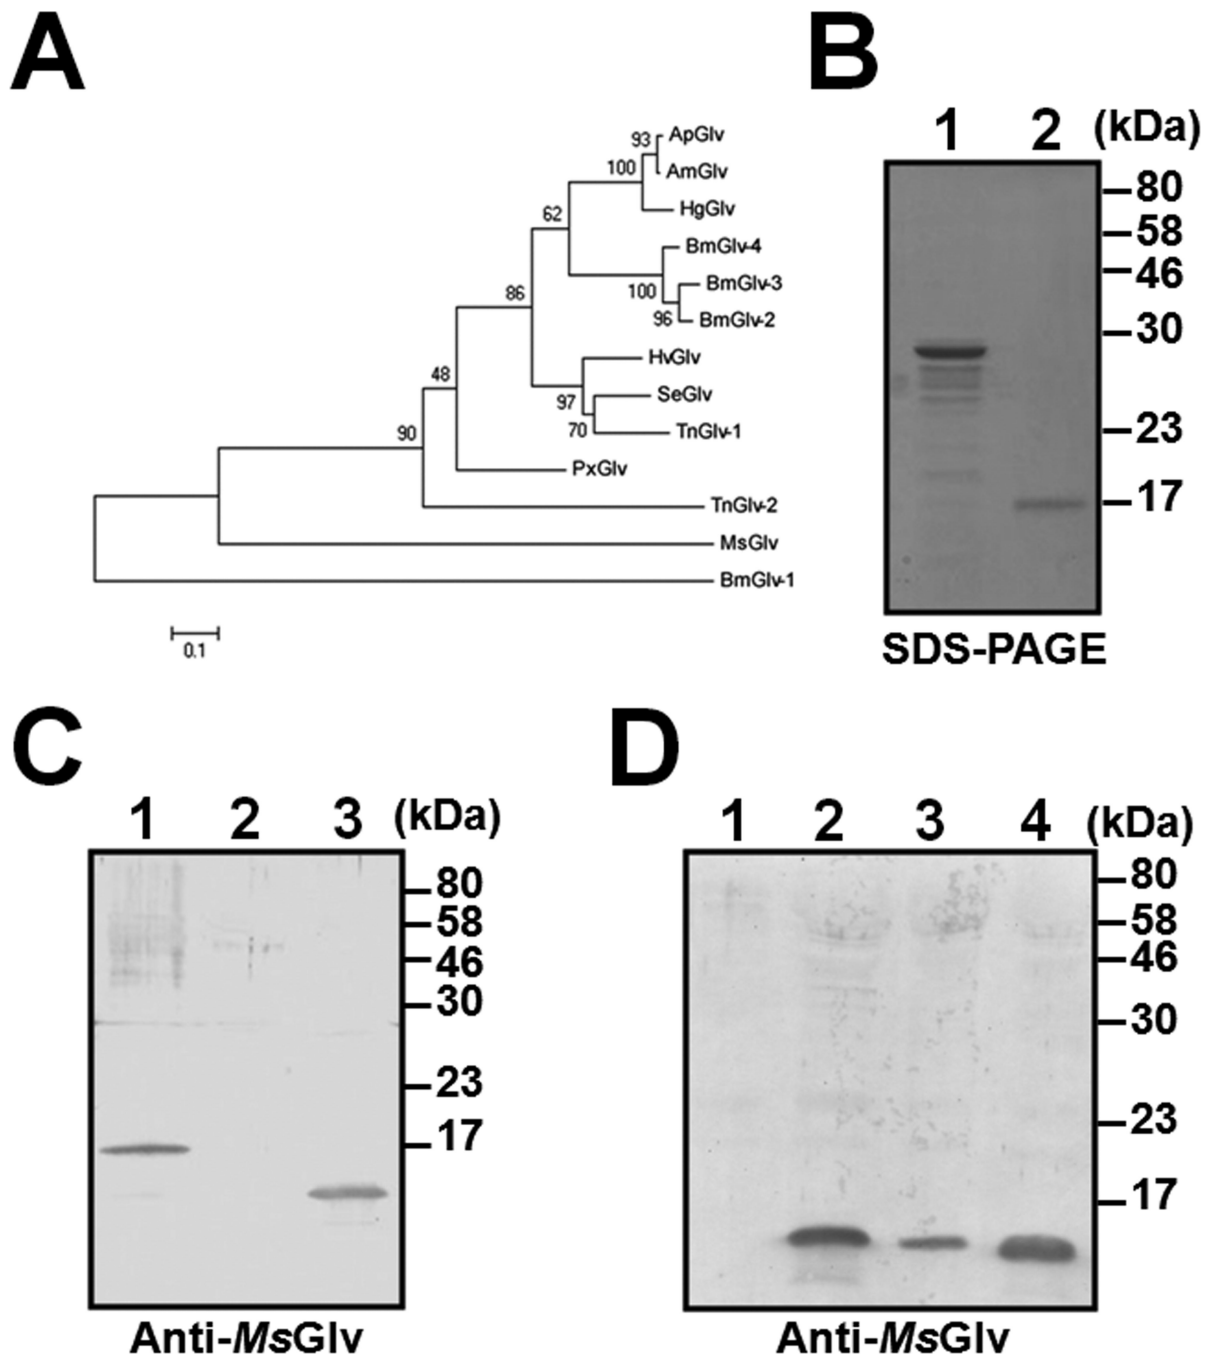 A
93
ApGlv
AmGlv
100
HgGlv
62
BmGlv-4
100
BmGlv-3
96
BmGlv-2
86
HvGlv
97
SeGlv
70
TnGlv-1
48
PxGlv
90
TnGlv-2
MsGlv
BmGlv-1
0.1
B
1 2 (kDa)
80
58
46
30
23
17
SDS-PAGE
C
1 2 3 (kDa)
80
58
46
30
23
17
Anti-MsGlv
D
1 2 3 4 (kDa)
80
58
46
30
23
17
Anti-MsGlv